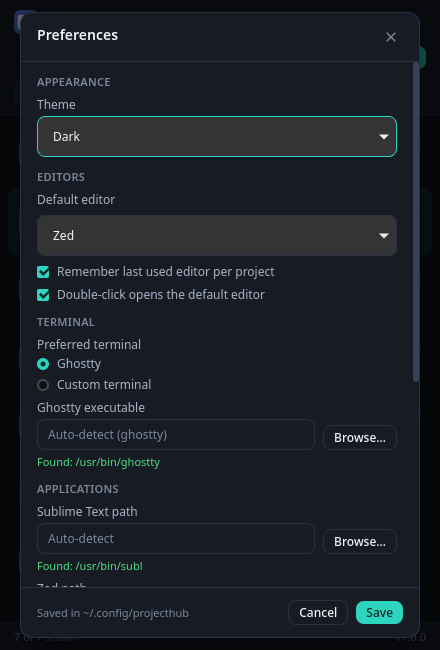 Preferences
APPEARANCE
Theme
Dark
EDITORS
Default editor
Zed
Remember last used editor per project
Double-click opens the default editor
TERMINAL
Preferred terminal
Ghostty
Custom terminal
Ghostty executable
Auto-detect (ghostty)
Browse...
Found: /usr/bin/ghostty
APPLICATIONS
Sublime Text path
Auto-detect
Browse...
Found: /usr/bin/subl
Zed path
Saved in ~/.config/projecthub
Cancel
Save